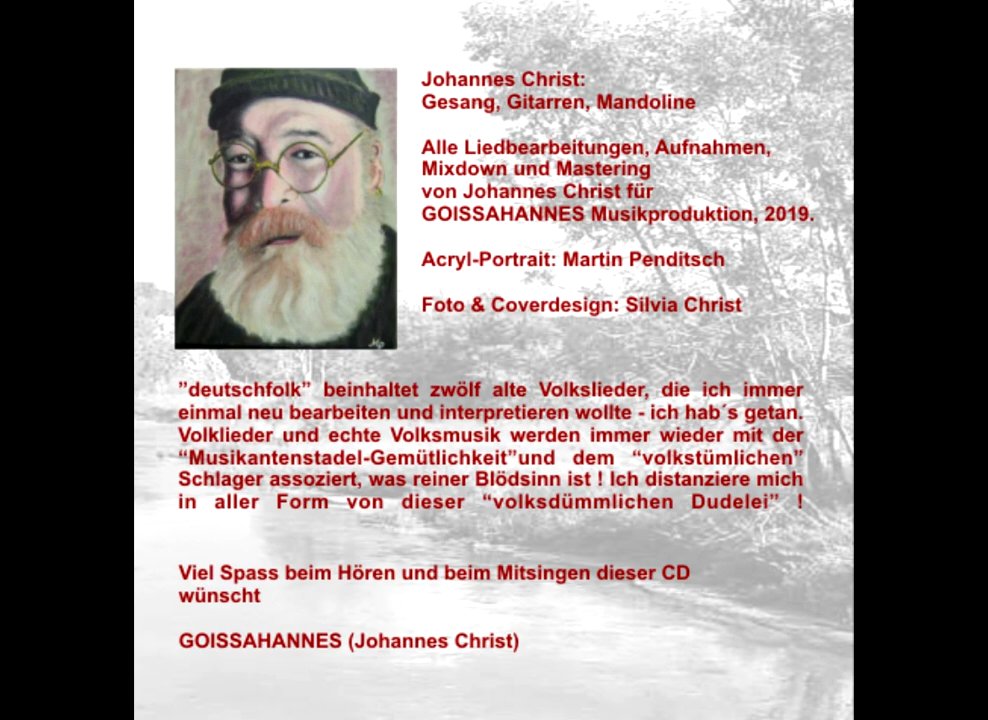 Johannes Christ:
Gesang, Gitarren, Mandoline
Alle Liedbearbeitungen, Aufnahmen,
Mixdown und Mastering
von Johannes Christ für
GOISSAHANNES Musikproduktion, 2019.
Acryl-Portrait: Martin Penditsch
Foto & Coverdesign: Silvia Christ
”deutschfolk” beinhaltet zwölf alte Volkslieder, die ich immer
einmal neu bearbeiten und interpretieren wollte - ich hab´s getan.
Volklieder und echte Volksmusik werden immer wieder mit der
“Musikantenstadel-Gemütlichkeit”und dem “volkstümlichen”
Schlager assoziert, was reiner Blödsinn ist ! Ich distanziere mich
in aller Form von dieser “volksdümmlichen Dudelei” !
Viel Spass beim Hören und beim Mitsingen dieser CD
wünscht
GOISSAHANNES (Johannes Christ)